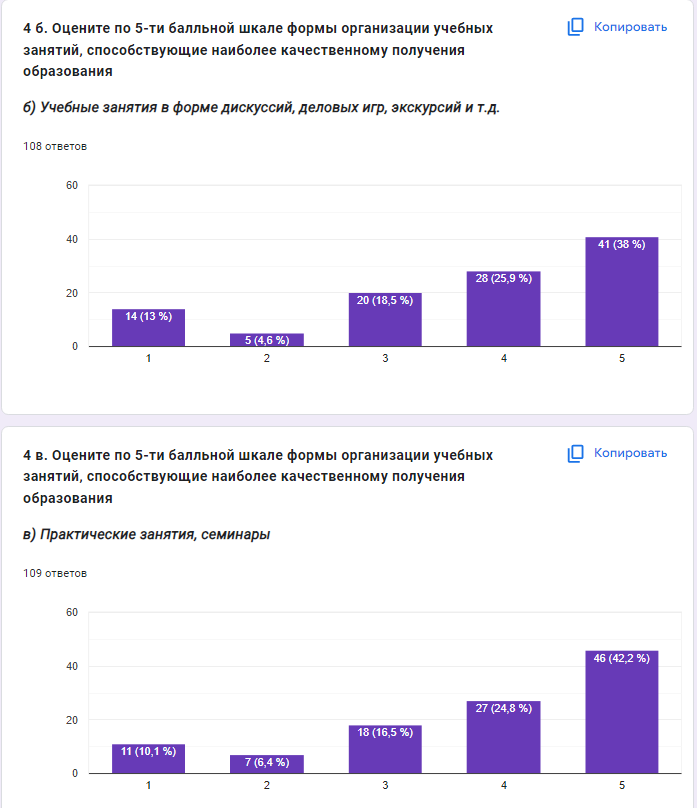 4 б. Оцените по 5-ти балльной шкале формы организации учебных
занятий, способствующие наиболее качественному получения
образования
Копировать
б) Учебные занятия в форме дискуссий, деловых игр, экскурсий и т.д.
108 ответов
60
40
20
0
14 (13 %)
5 (4,6 %)
20 (18,5 %)
28 (25,9 %)
41 (38 %)
1 2 3 4 5
4 в. Оцените по 5-ти балльной шкале формы организации учебных
занятий, способствующие наиболее качественному получения
образования
Копировать
в) Практические занятия, семинары
109 ответов
60
40
20
0
11 (10,1 %)
7 (6,4 %)
18 (16,5 %)
27 (24,8 %)
46 (42,2 %)
1 2 3 4 5